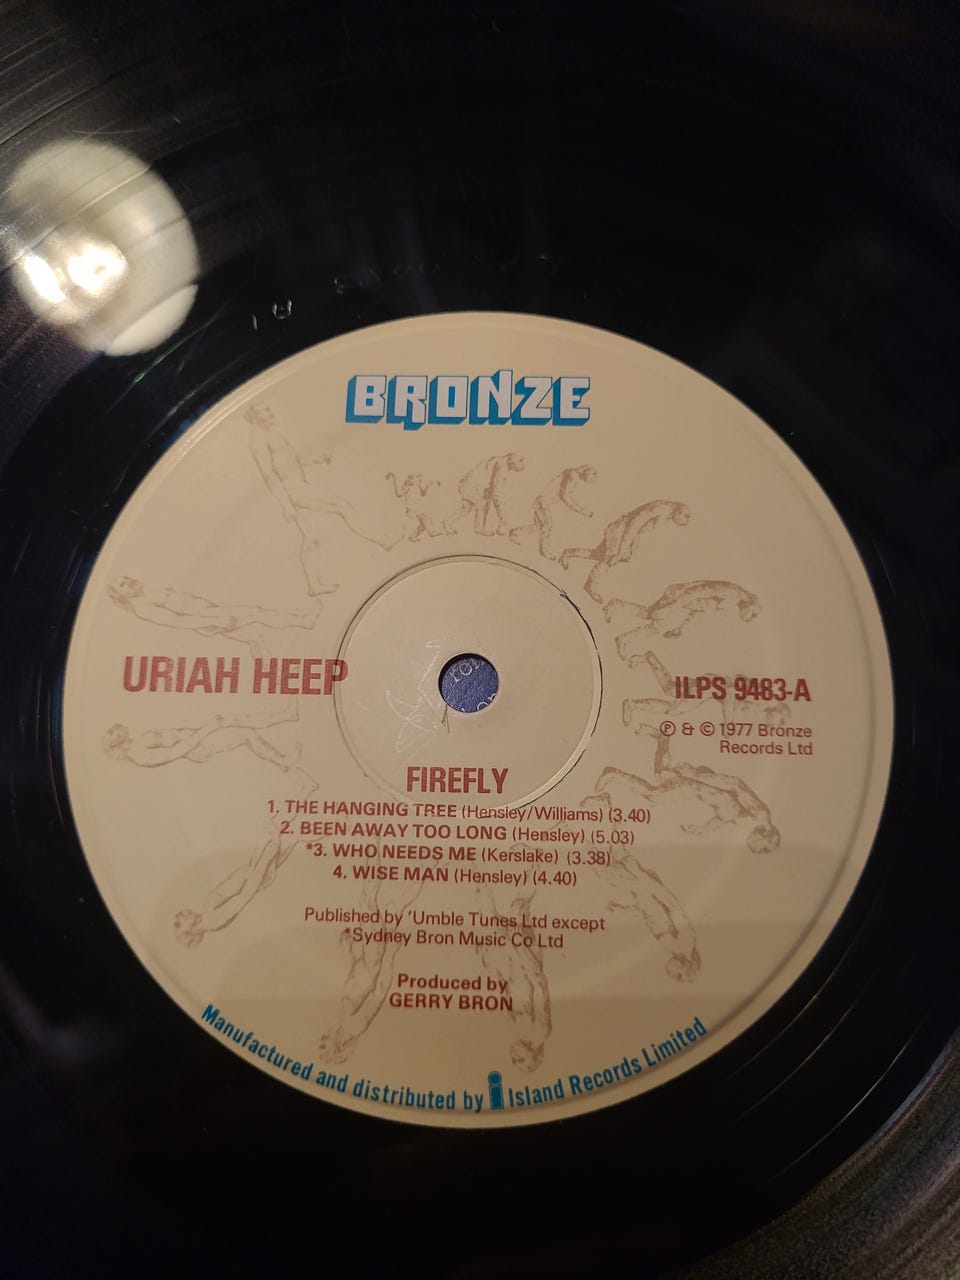 BRONZE
URIAH HEEP
ILPS 9483-A
℗ & © 1977 Bronze
Records Ltd
FIREFLY
1. THE HANGING TREE (Hensley/Williams) (3.40)
2. BEEN AWAY TOO LONG (Hensley) (5.03)
*3. WHO NEEDS ME (Kerslake) (3.38)
4. WISE MAN (Hensley) (4.40)
Published by 'Umble Tunes Ltd except
*Sydney Bron Music Co Ltd
Produced by
GERRY BRON
Manufactured and distributed by i Island Records Limited